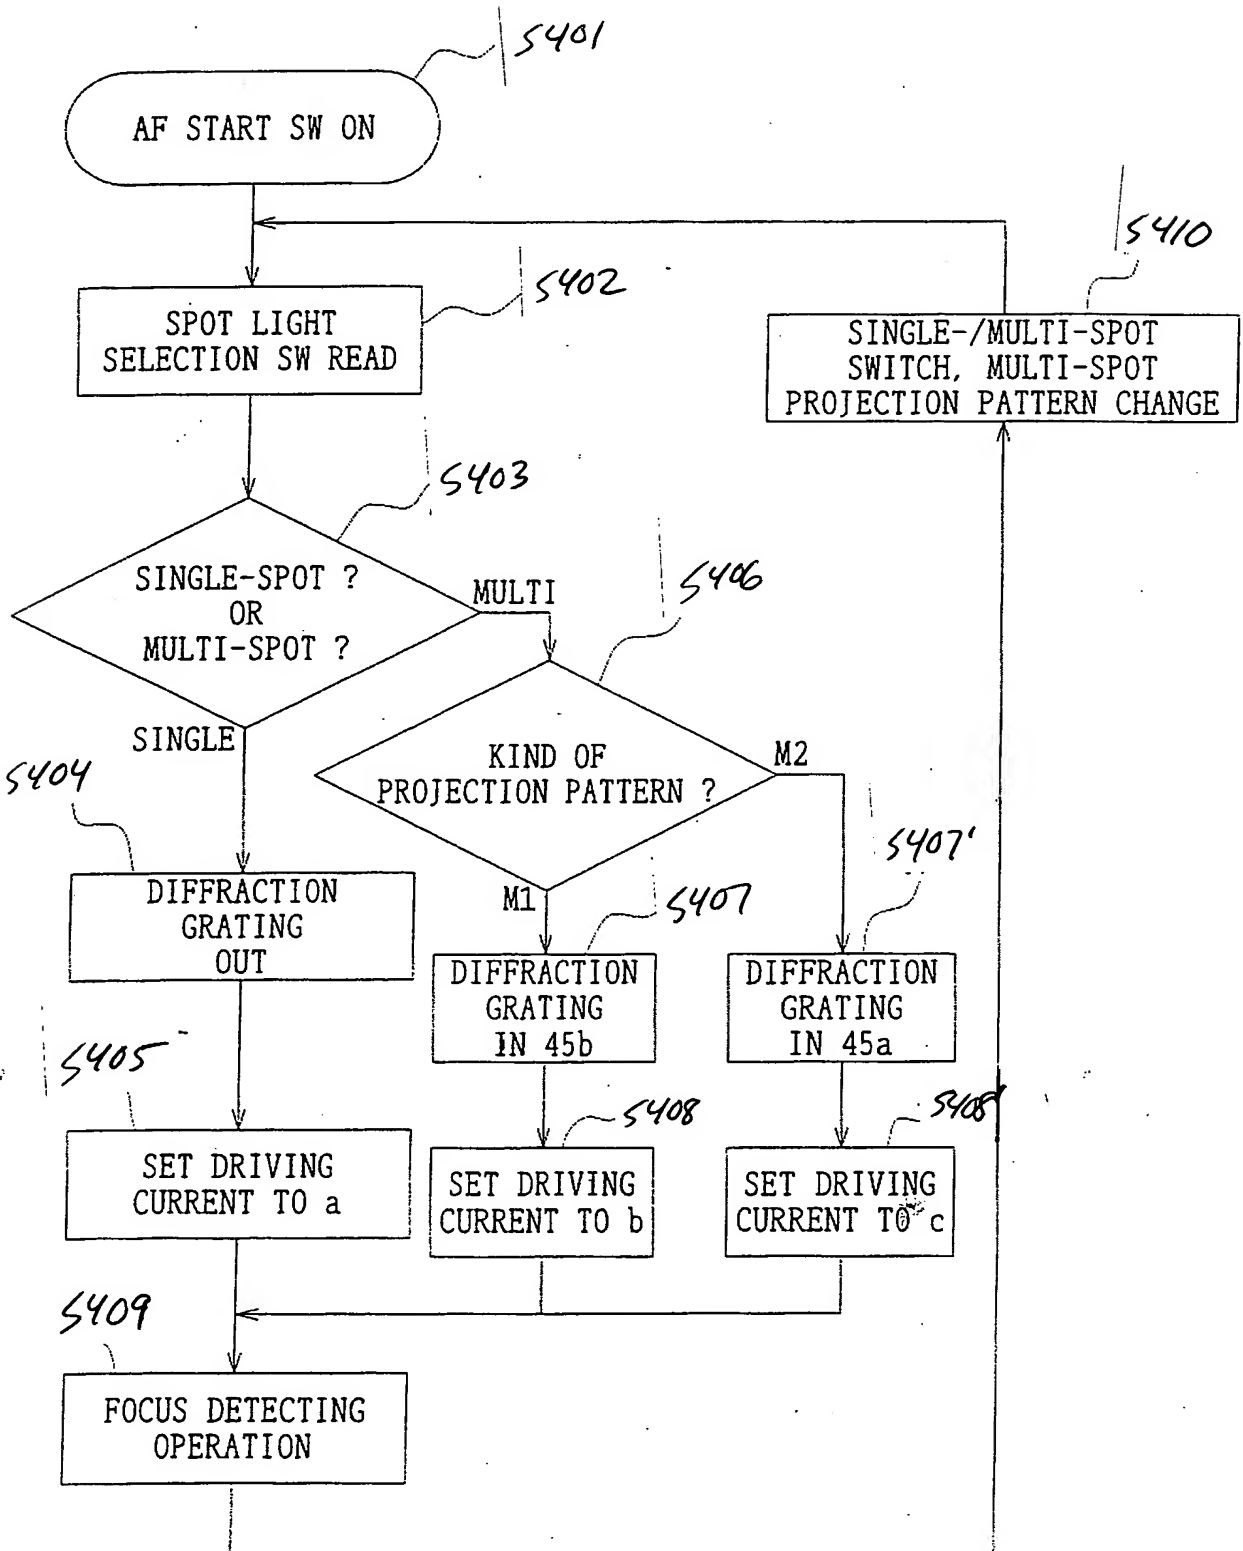 S401
AF START SW ON
S410
S402
SPOT LIGHT
SELECTION SW READ
SINGLE-/MULTI-SPOT
SWITCH, MULTI-SPOT
PROJECTION PATTERN CHANGE
S403
SINGLE-SPOT ?
OR
MULTI-SPOT ?
MULTI
S406
SINGLE
KIND OF
PROJECTION PATTERN ?
M2
S404
S407'
M1
S407
DIFFRACTION
GRATING
OUT
DIFFRACTION
GRATING
IN 45b
DIFFRACTION
GRATING
IN 45a
S405
S408
S408'
SET DRIVING
CURRENT TO a
SET DRIVING
CURRENT TO b
SET DRIVING
CURRENT TO c
S409
FOCUS DETECTING
OPERATION